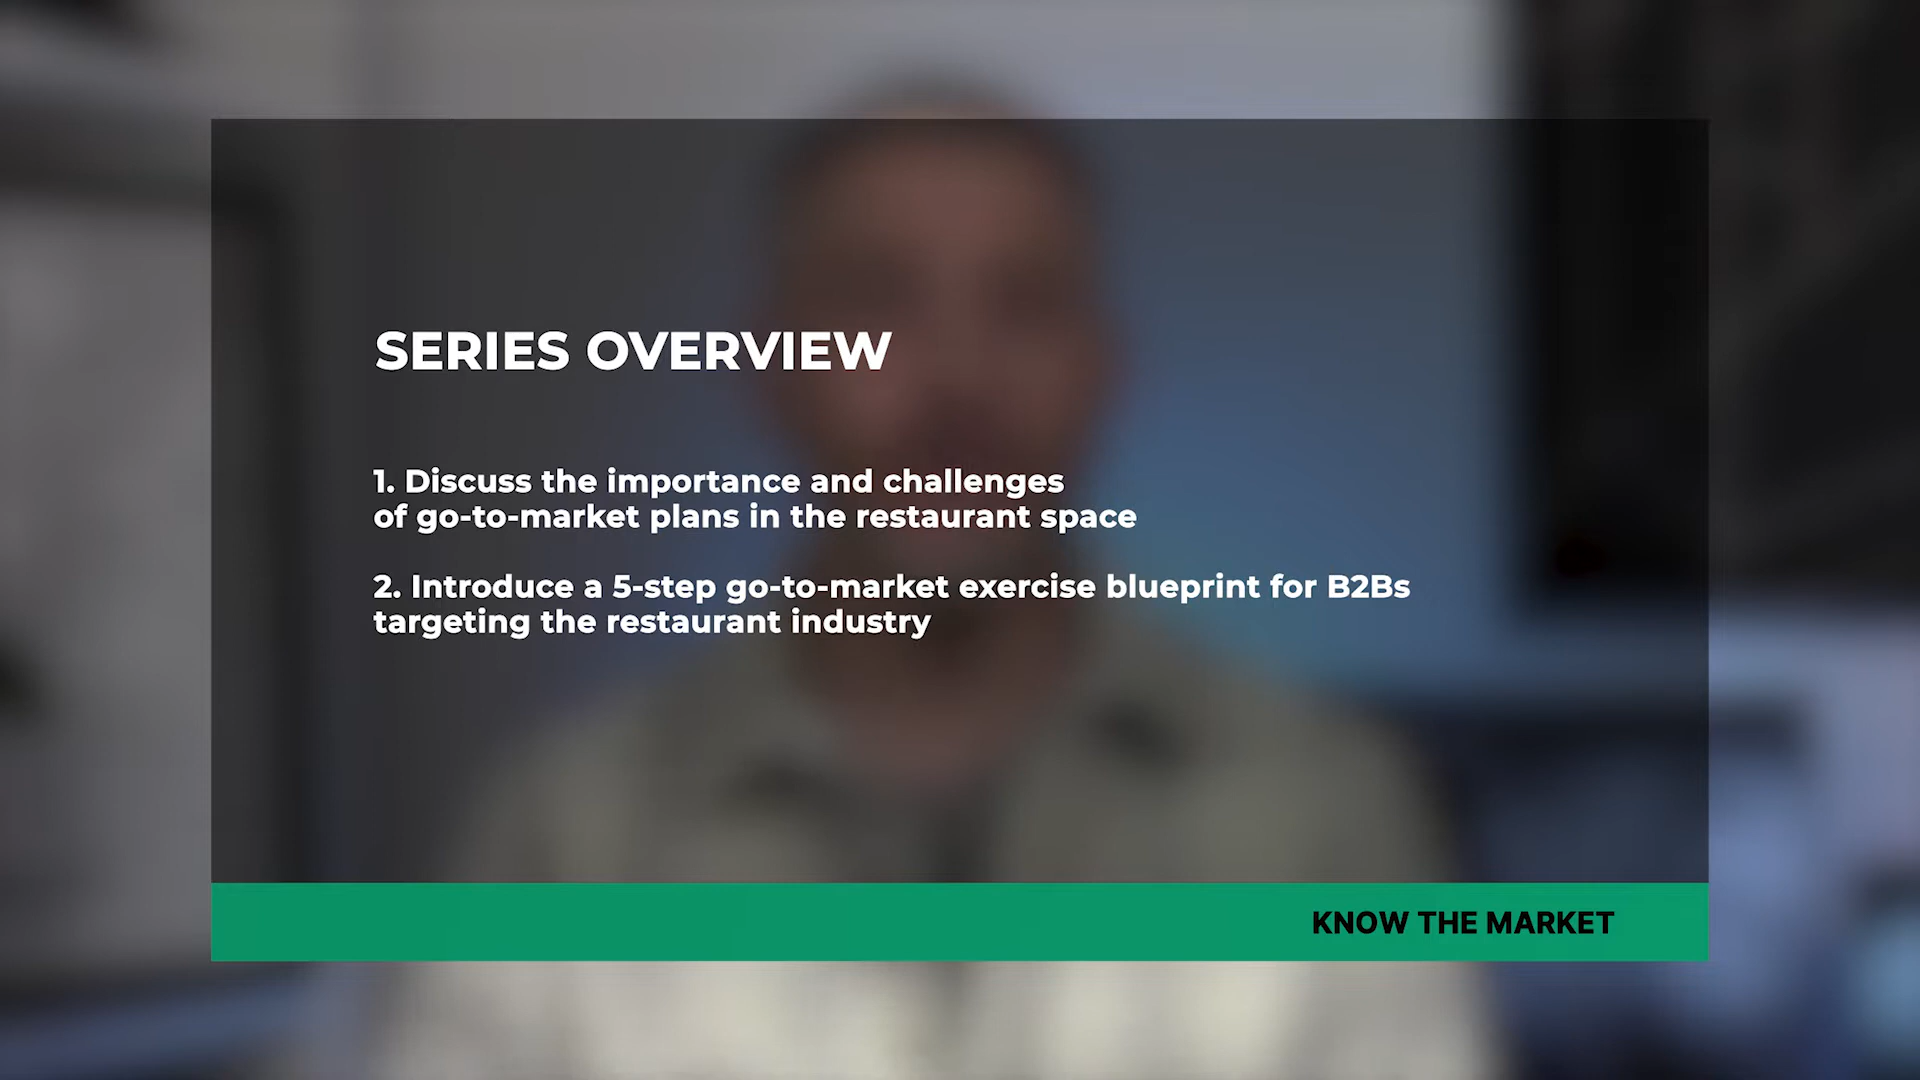 SERIES OVERVIEW
1. Discuss the importance and challenges
of go-to-market plans in the restaurant space
2. Introduce a 5-step go-to-market exercise blueprint for B2Bs
targeting the restaurant industry
KNOW THE MARKET